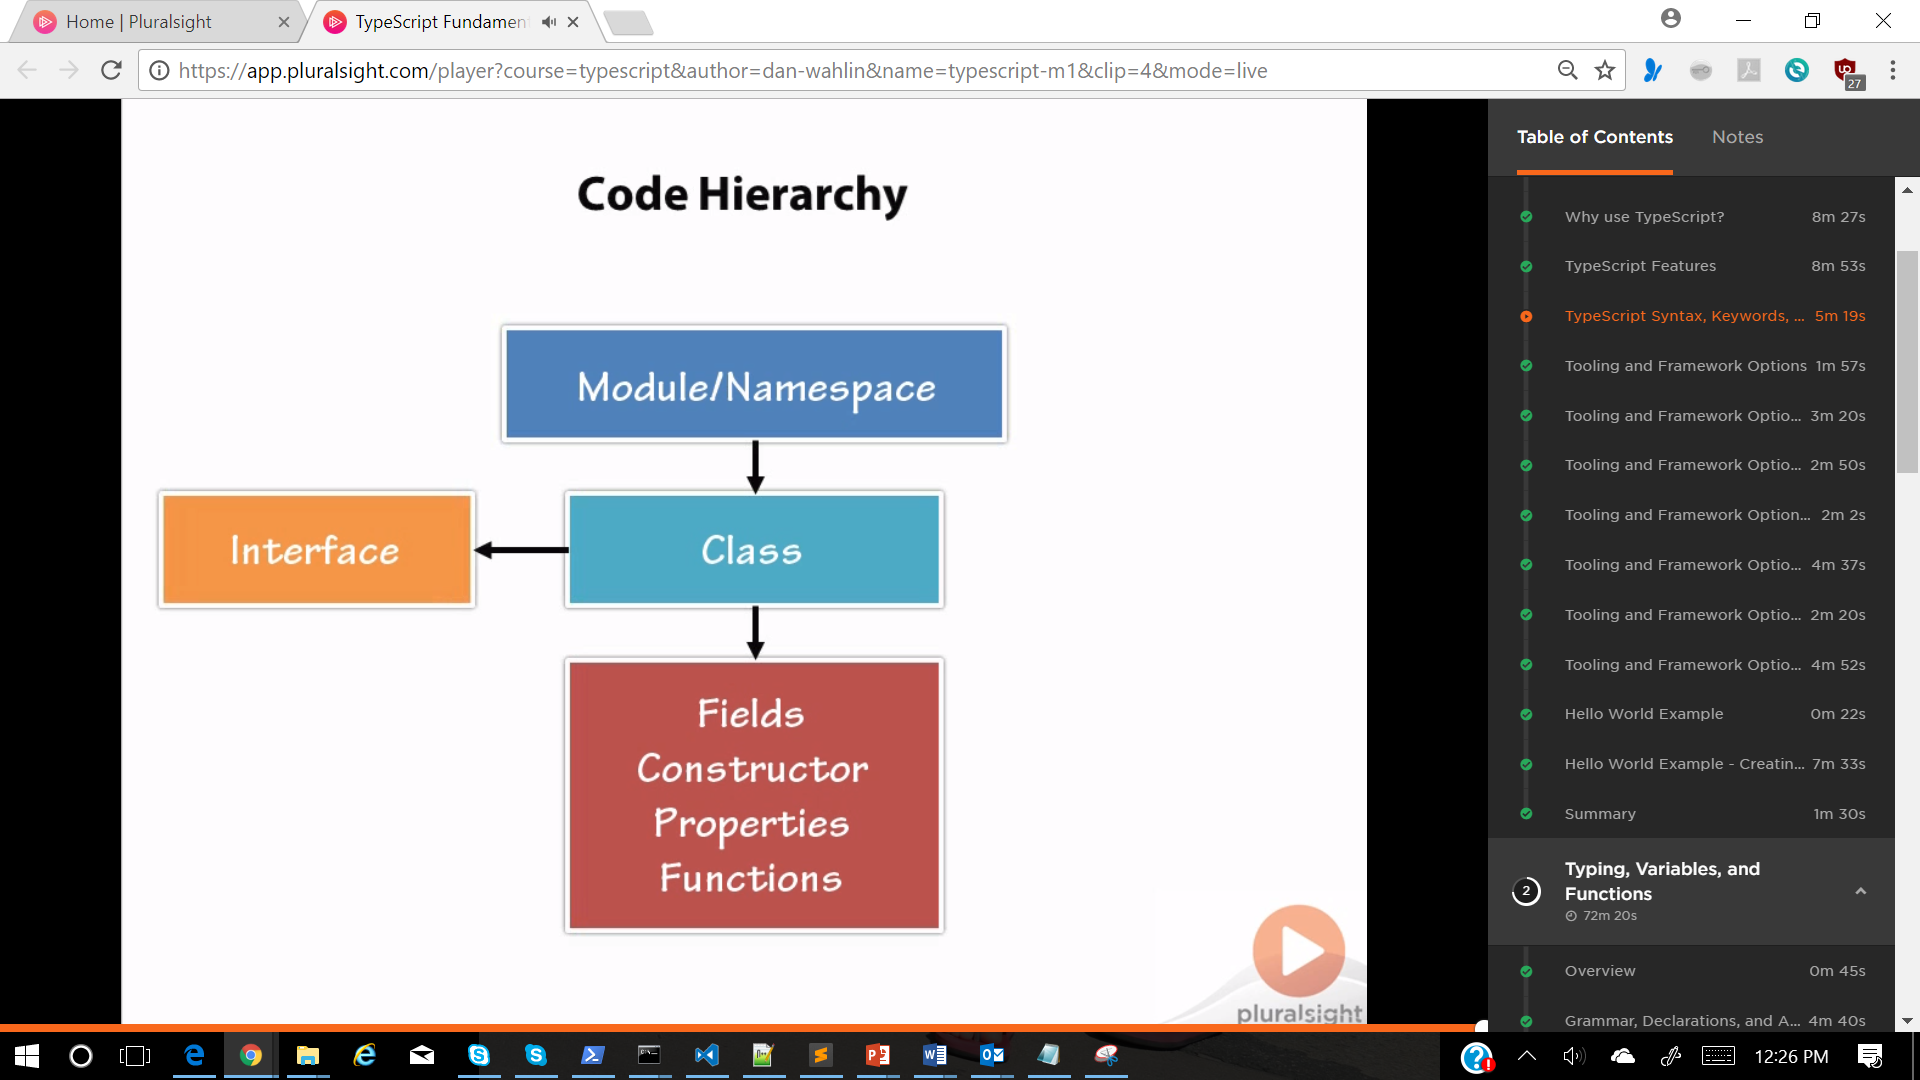 Home | Pluralsight
TypeScript Fundamen
https://app.pluralsight.com/player?course=typescript&author=dan-wahlin&name=typescript-m1&clip=4&mode=live
27
Code Hierarchy
Module/Namespace
Interface
Class
Fields
Constructor
Properties
Functions
pluralsight
Table of Contents
Notes
Why use TypeScript? 8m 27s
TypeScript Features 8m 53s
TypeScript Syntax, Keywords, ... 5m 19s
Tooling and Framework Options 1m 57s
Tooling and Framework Optio... 3m 20s
Tooling and Framework Optio... 2m 50s
Tooling and Framework Option... 2m 2s
Tooling and Framework Optio... 4m 37s
Tooling and Framework Optio... 2m 20s
Tooling and Framework Optio... 4m 52s
Hello World Example 0m 22s
Hello World Example - Creatin... 7m 33s
Summary 1m 30s
2
Typing, Variables, and
Functions
72m 20s
Overview 0m 45s
Grammar, Declarations, and A... 4m 40s
12:26 PM